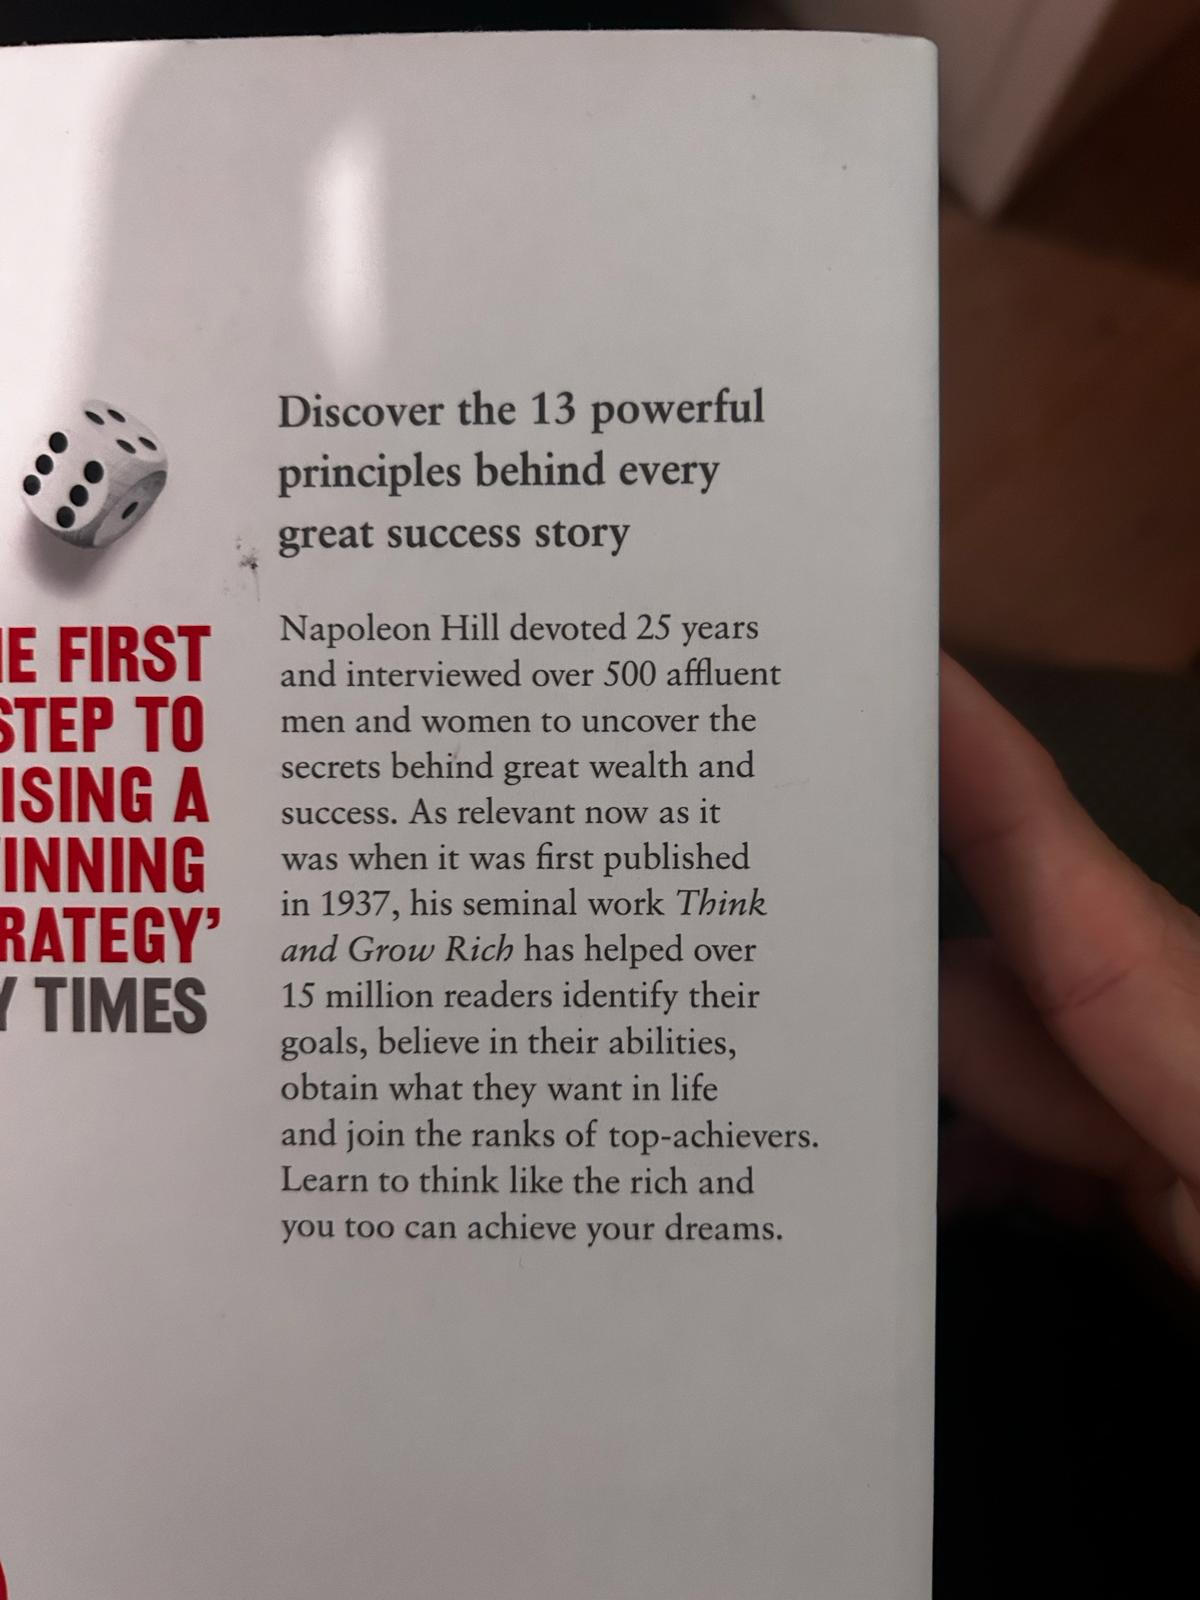 Discover the 13 powerful
principles behind every
great success story
Napoleon Hill devoted 25 years
and interviewed over 500 affluent
men and women to uncover the
secrets behind great wealth and
success. As relevant now as it
was when it was first published
in 1937, his seminal work Think
and Grow Rich has helped over
15 million readers identify their
goals, believe in their abilities,
obtain what they want in life
and join the ranks of top-achievers.
Learn to think like the rich and
you too can achieve your dreams.
FIRST
STEP TO
A
TIMES